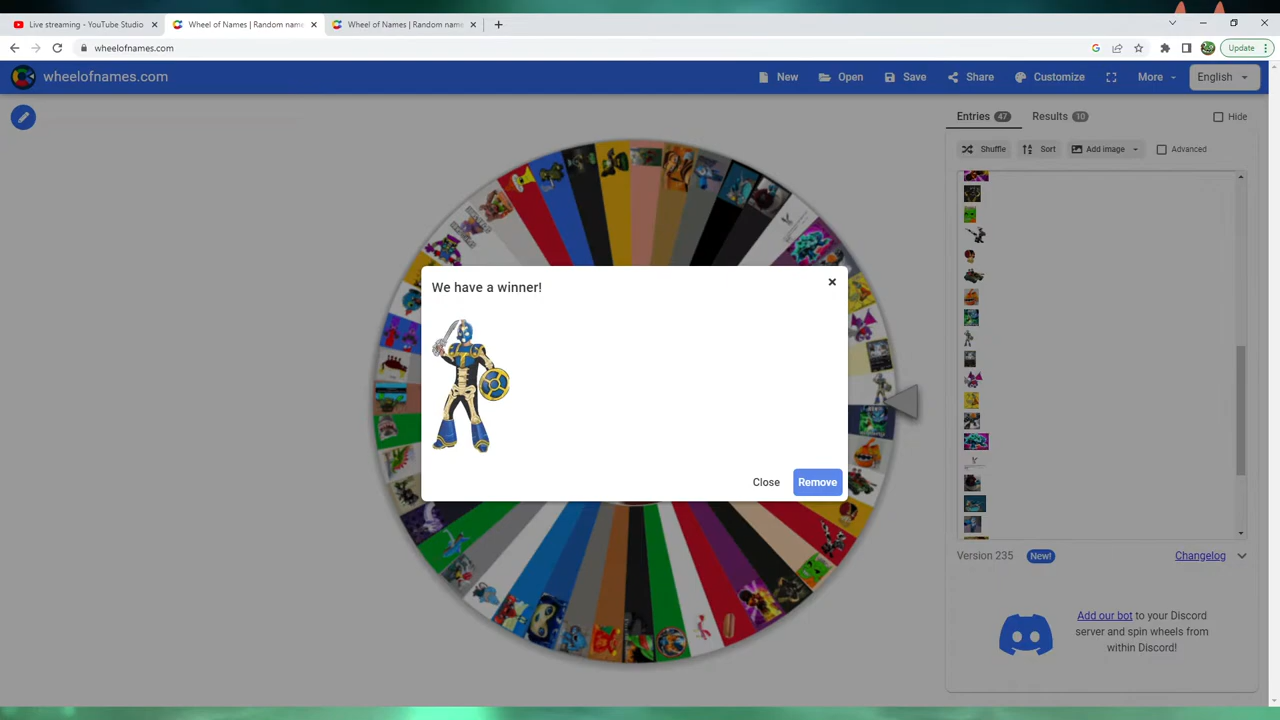 Live streaming - YouTube Studio
Wheel of Names | Random name
Wheel of Names | Random name
wheelofnames.com
Update
wheelofnames.com
New
Open
Save
Share
Customize
More
English
Entries 47
Results 10
Hide
Shuffle
Sort
Add image
Advanced
We have a winner!
Close
Remove
Version 235
New!
Changelog
Add our bot to your Discord
server and spin wheels from
within Discord!